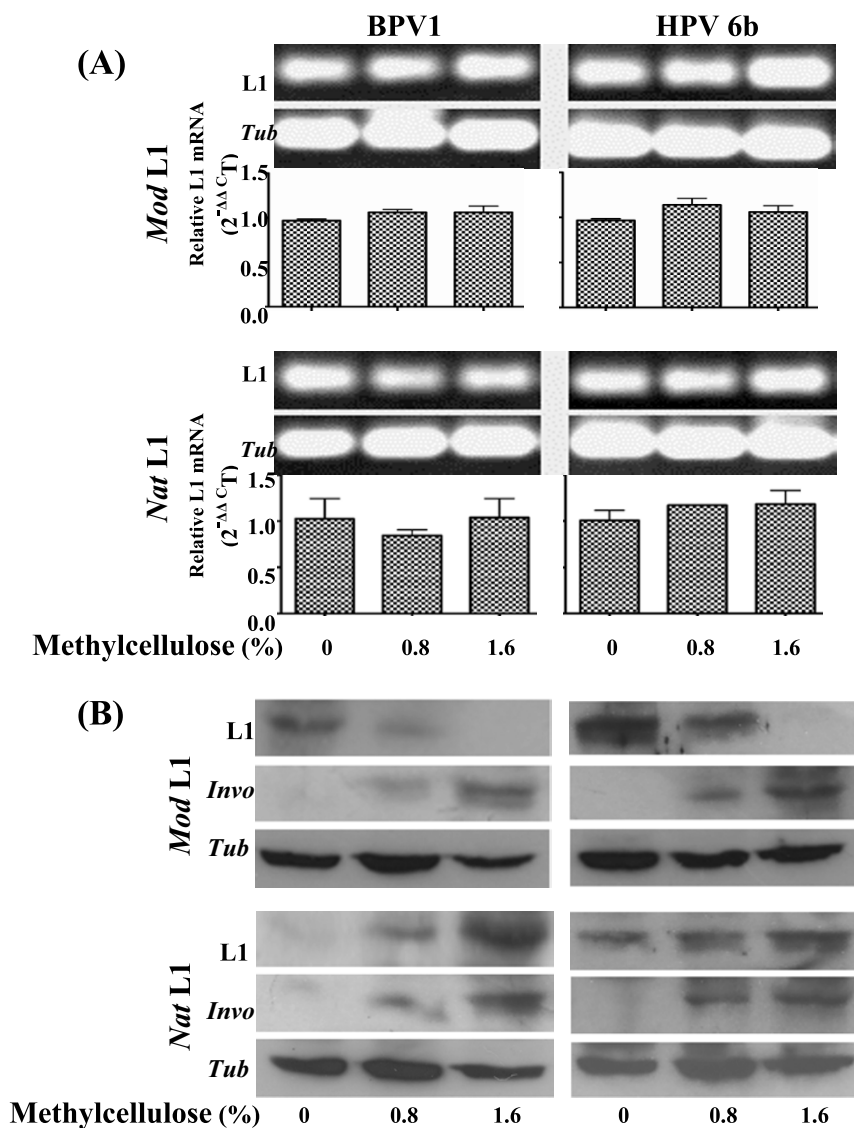 BPV1 HPV 6b
(A)
L1
Tub
Mod L1
Relative L1 mRNA
(2-ΔΔCT)
1.5
1.0
0.5
0.0
L1
Tub
Nat L1
Relative L1 mRNA
(2-ΔΔCT)
1.5
1.0
0.5
0.0
Methylcellulose (%) 0 0.8 1.6 0 0.8 1.6
(B)
L1
Mod L1
Invo
Tub
L1
Nat L1
Invo
Tub
Methylcellulose (%) 0 0.8 1.6 0 0.8 1.6